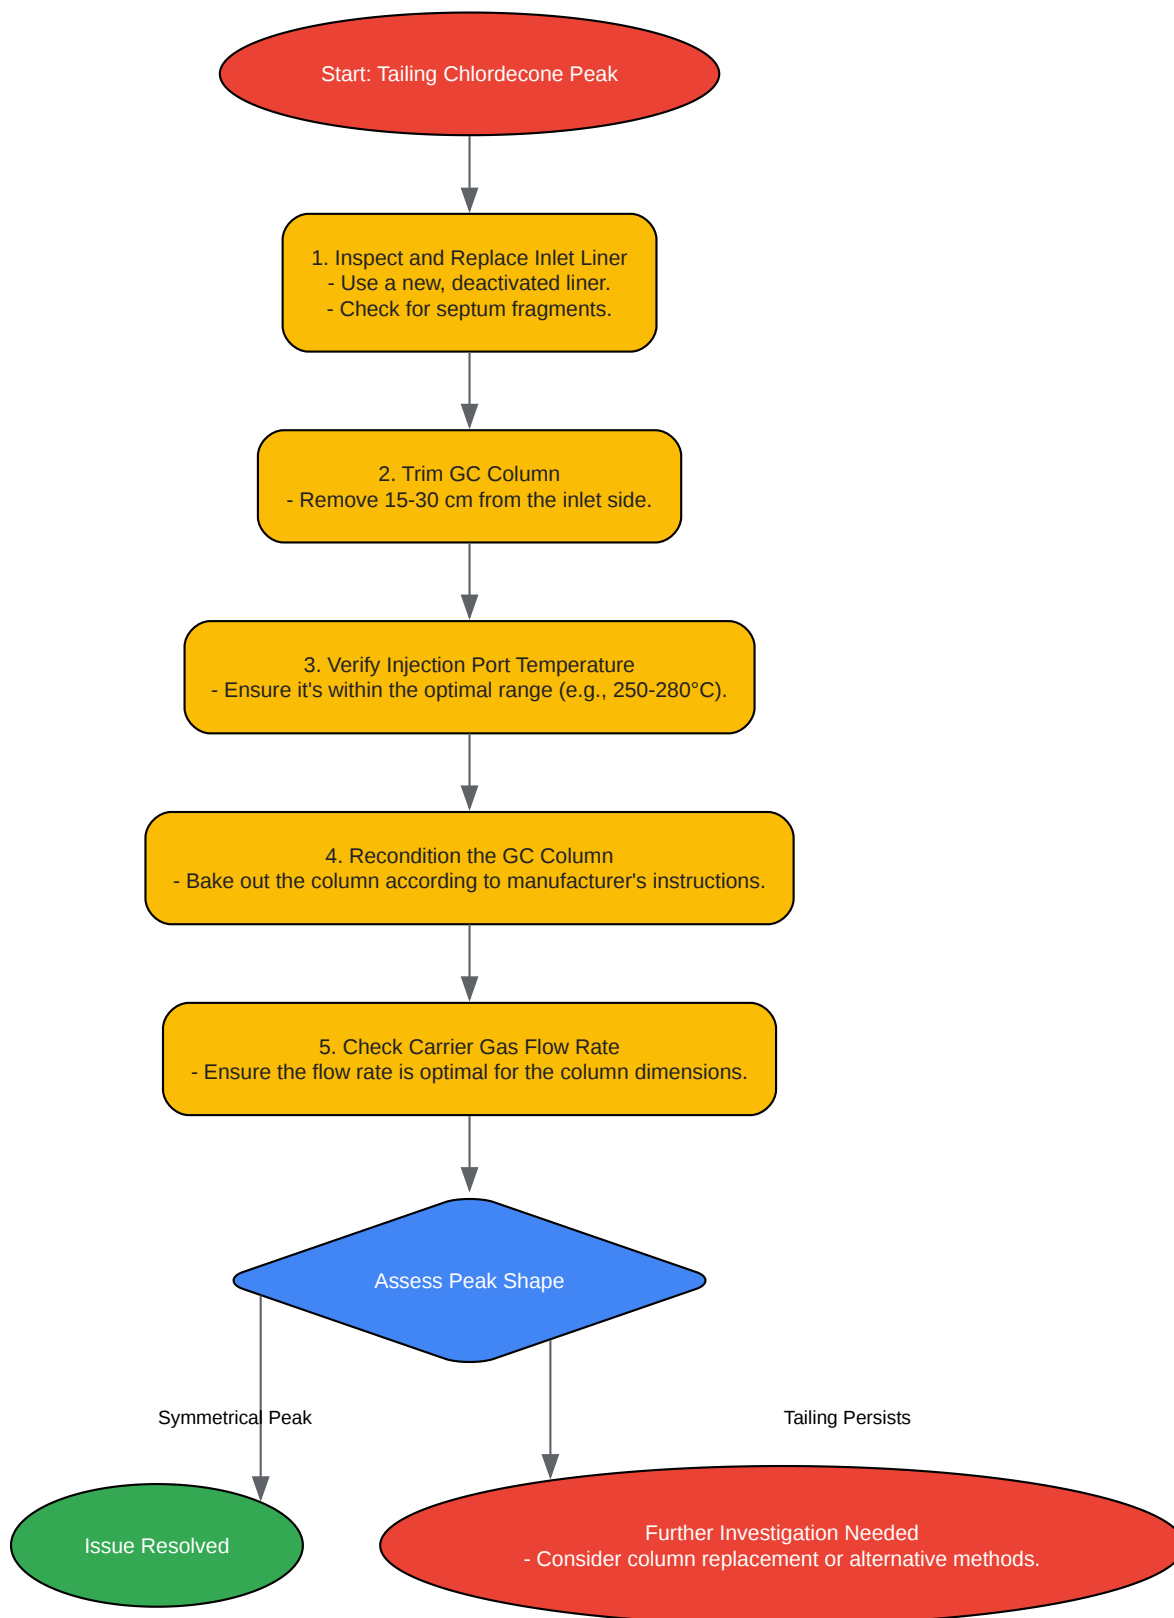 Start: Tailing Chlordecone Peak
1. Inspect and Replace Inlet Liner
- Use a new, deactivated liner.
- Check for septum fragments.
2. Trim GC Column
- Remove 15-30 cm from the inlet side.
3. Verify Injection Port Temperature
- Ensure it's within the optimal range (e.g., 250-280°C).
4. Recondition the GC Column
- Bake out the column according to manufacturer's instructions.
5. Check Carrier Gas Flow Rate
- Ensure the flow rate is optimal for the column dimensions.
Assess Peak Shape
Symmetrical Peak
Tailing Persists
Issue Resolved
Further Investigation Needed
- Consider column replacement or alternative methods.